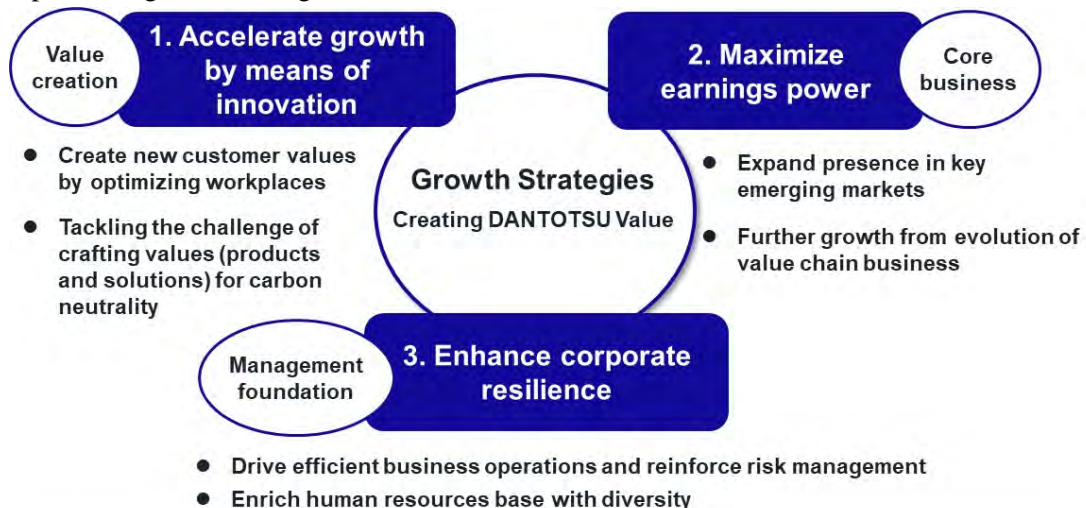 Value
creation
1. Accelerate growth
by means of
innovation
2. Maximize
earnings power
Core
business
● Create new customer values
by optimizing workplaces
● Tackling the challenge of
crafting values (products
and solutions) for carbon
neutrality
Growth Strategies
Creating DANTOTSU Value
● Expand presence in key
emerging markets
● Further growth from evolution of
value chain business
Management
foundation
3. Enhance corporate
resilience
● Drive efficient business operations and reinforce risk management
● Enrich human resources base with diversity